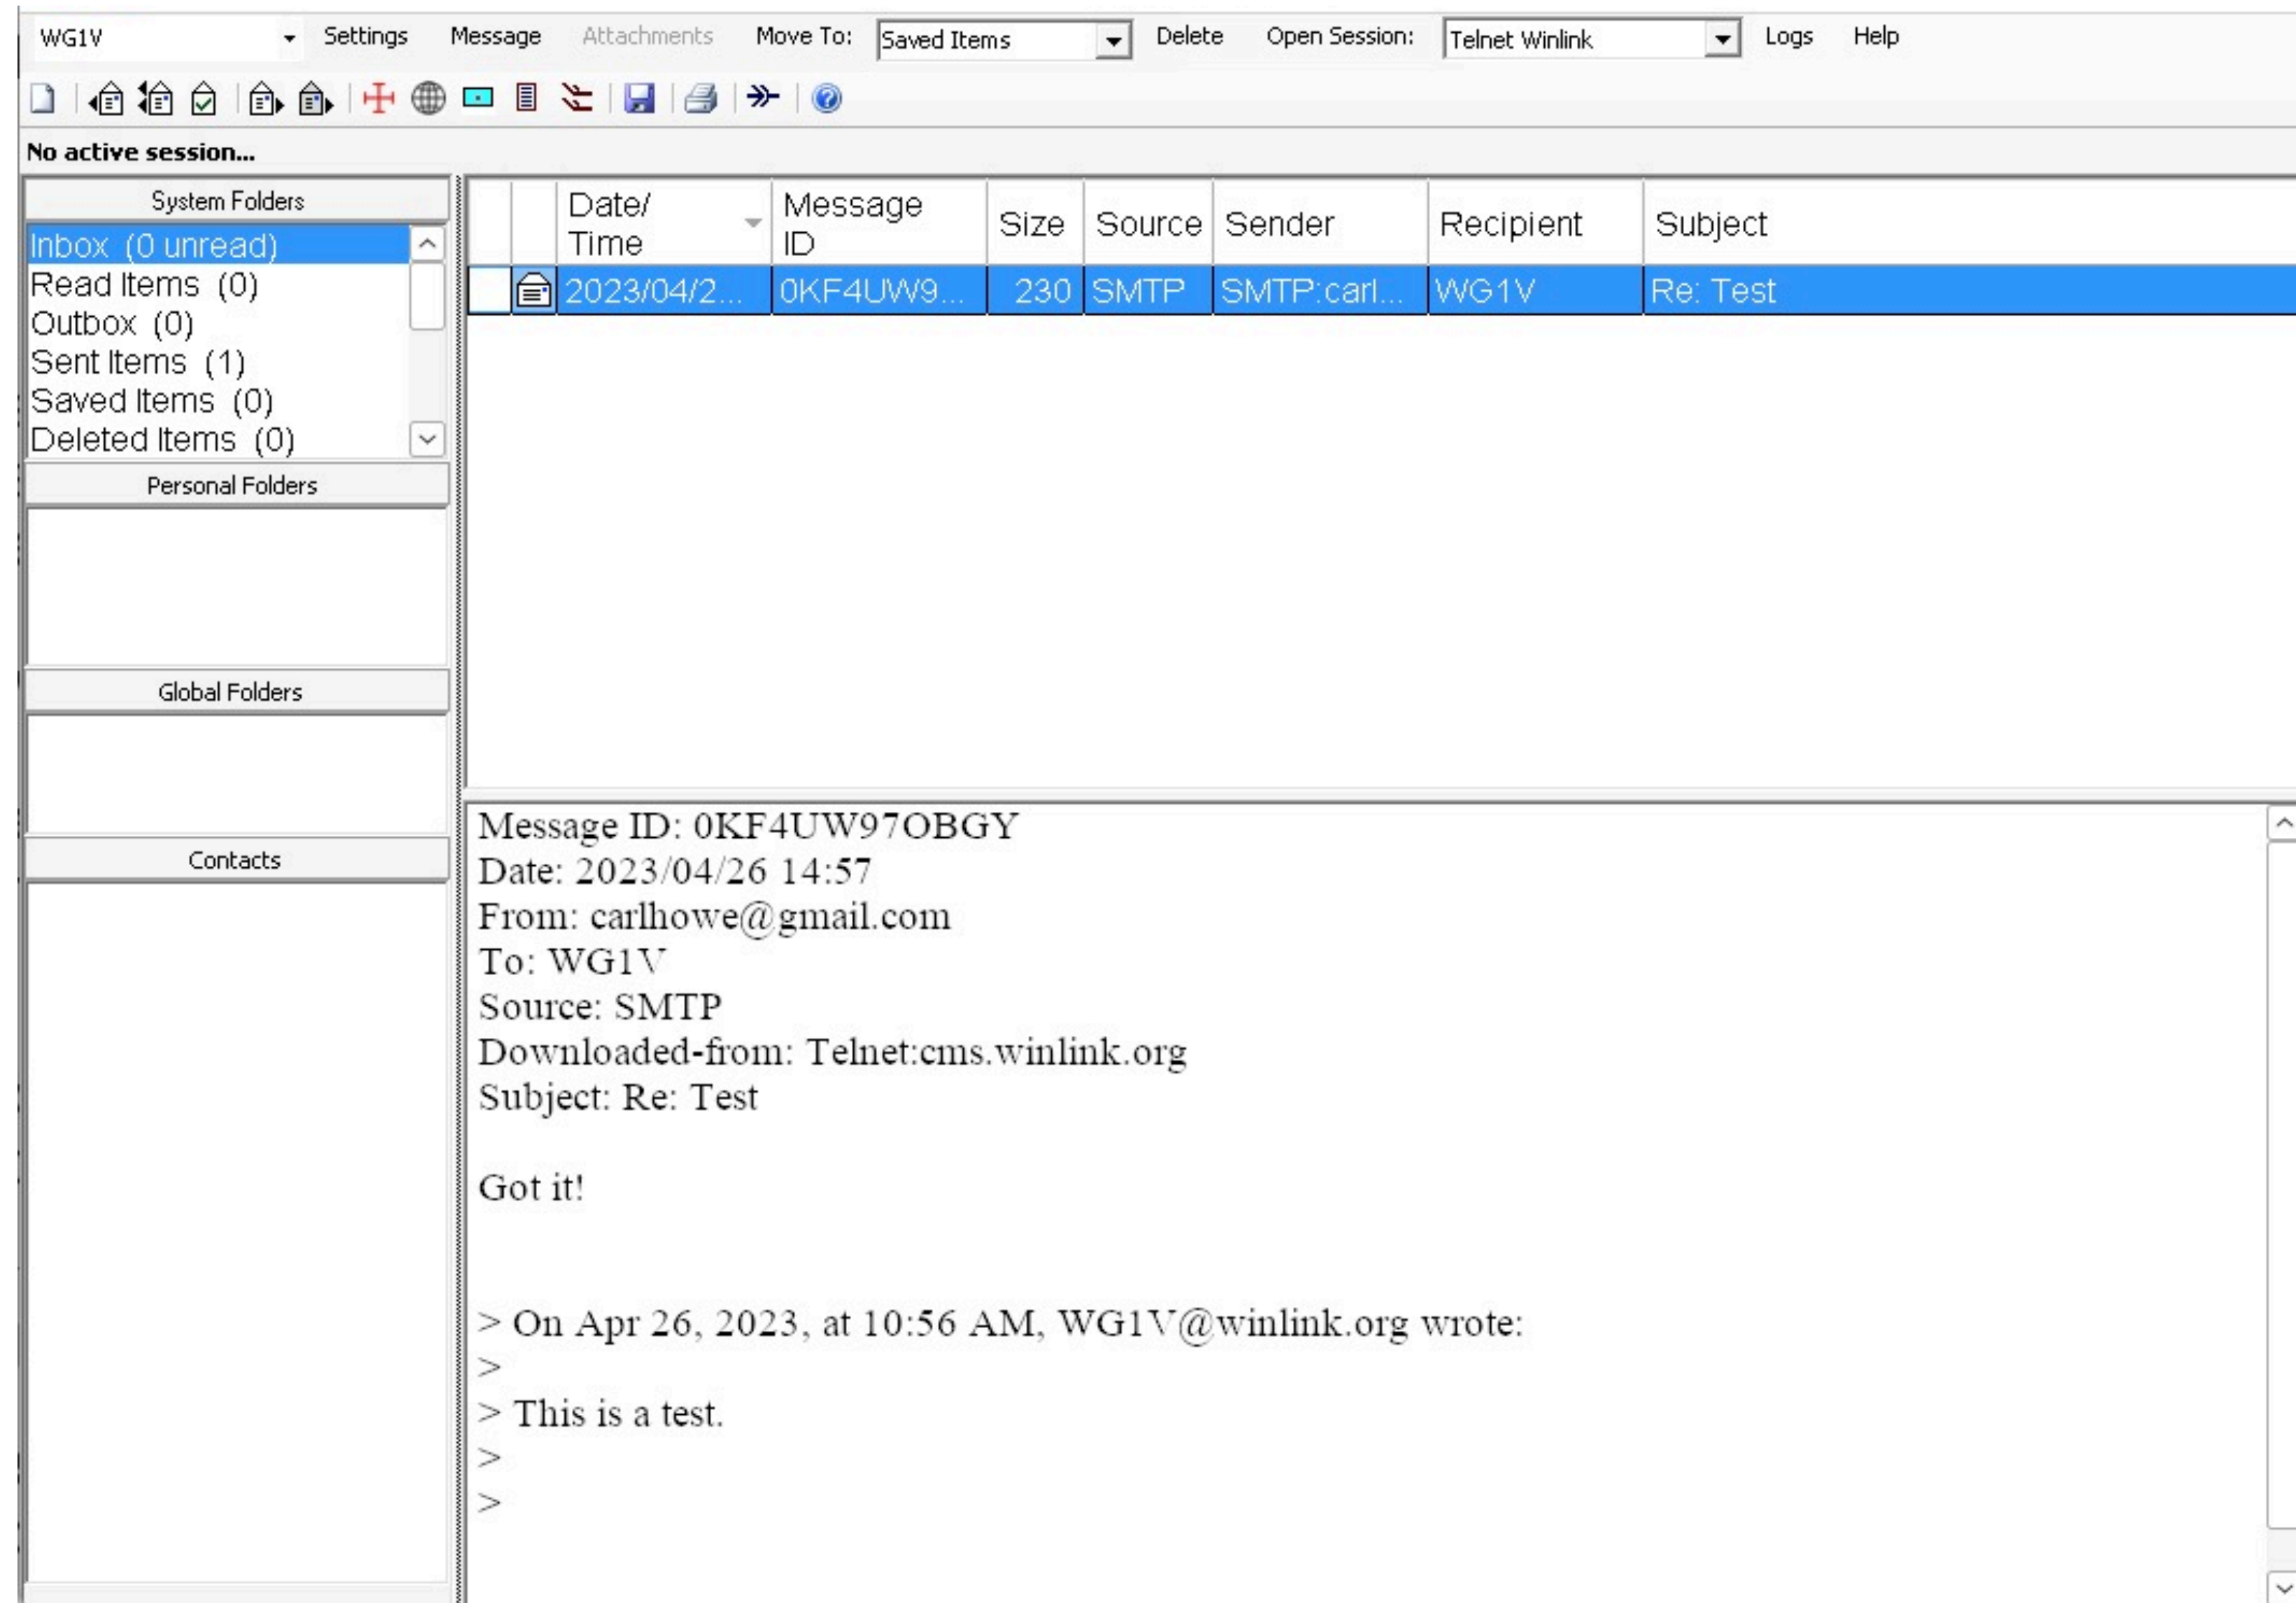 WG1V Settings Message Attachments Move To: Saved Items Delete Open Session: Telnet Winlink Logs Help
No active session...
System Folders
Inbox (0 unread)
Read Items (0)
Outbox (0)
Sent Items (1)
Saved Items (0)
Deleted Items (0)
Personal Folders
Global Folders
Contacts
Date/
Time
Message
ID
Size Source Sender Recipient Subject
2023/04/2... 0KF4UW9... 230 SMTP SMTP:carl... WG1V Re: Test
Message ID: 0KF4UW97OBGY
Date: 2023/04/26 14:57
From: carlhowe@gmail.com
To: WG1V
Source: SMTP
Downloaded-from: Telnet:cms.winlink.org
Subject: Re: Test
Got it!
> On Apr 26, 2023, at 10:56 AM, WG1V@winlink.org wrote:
>
> This is a test.
>
>